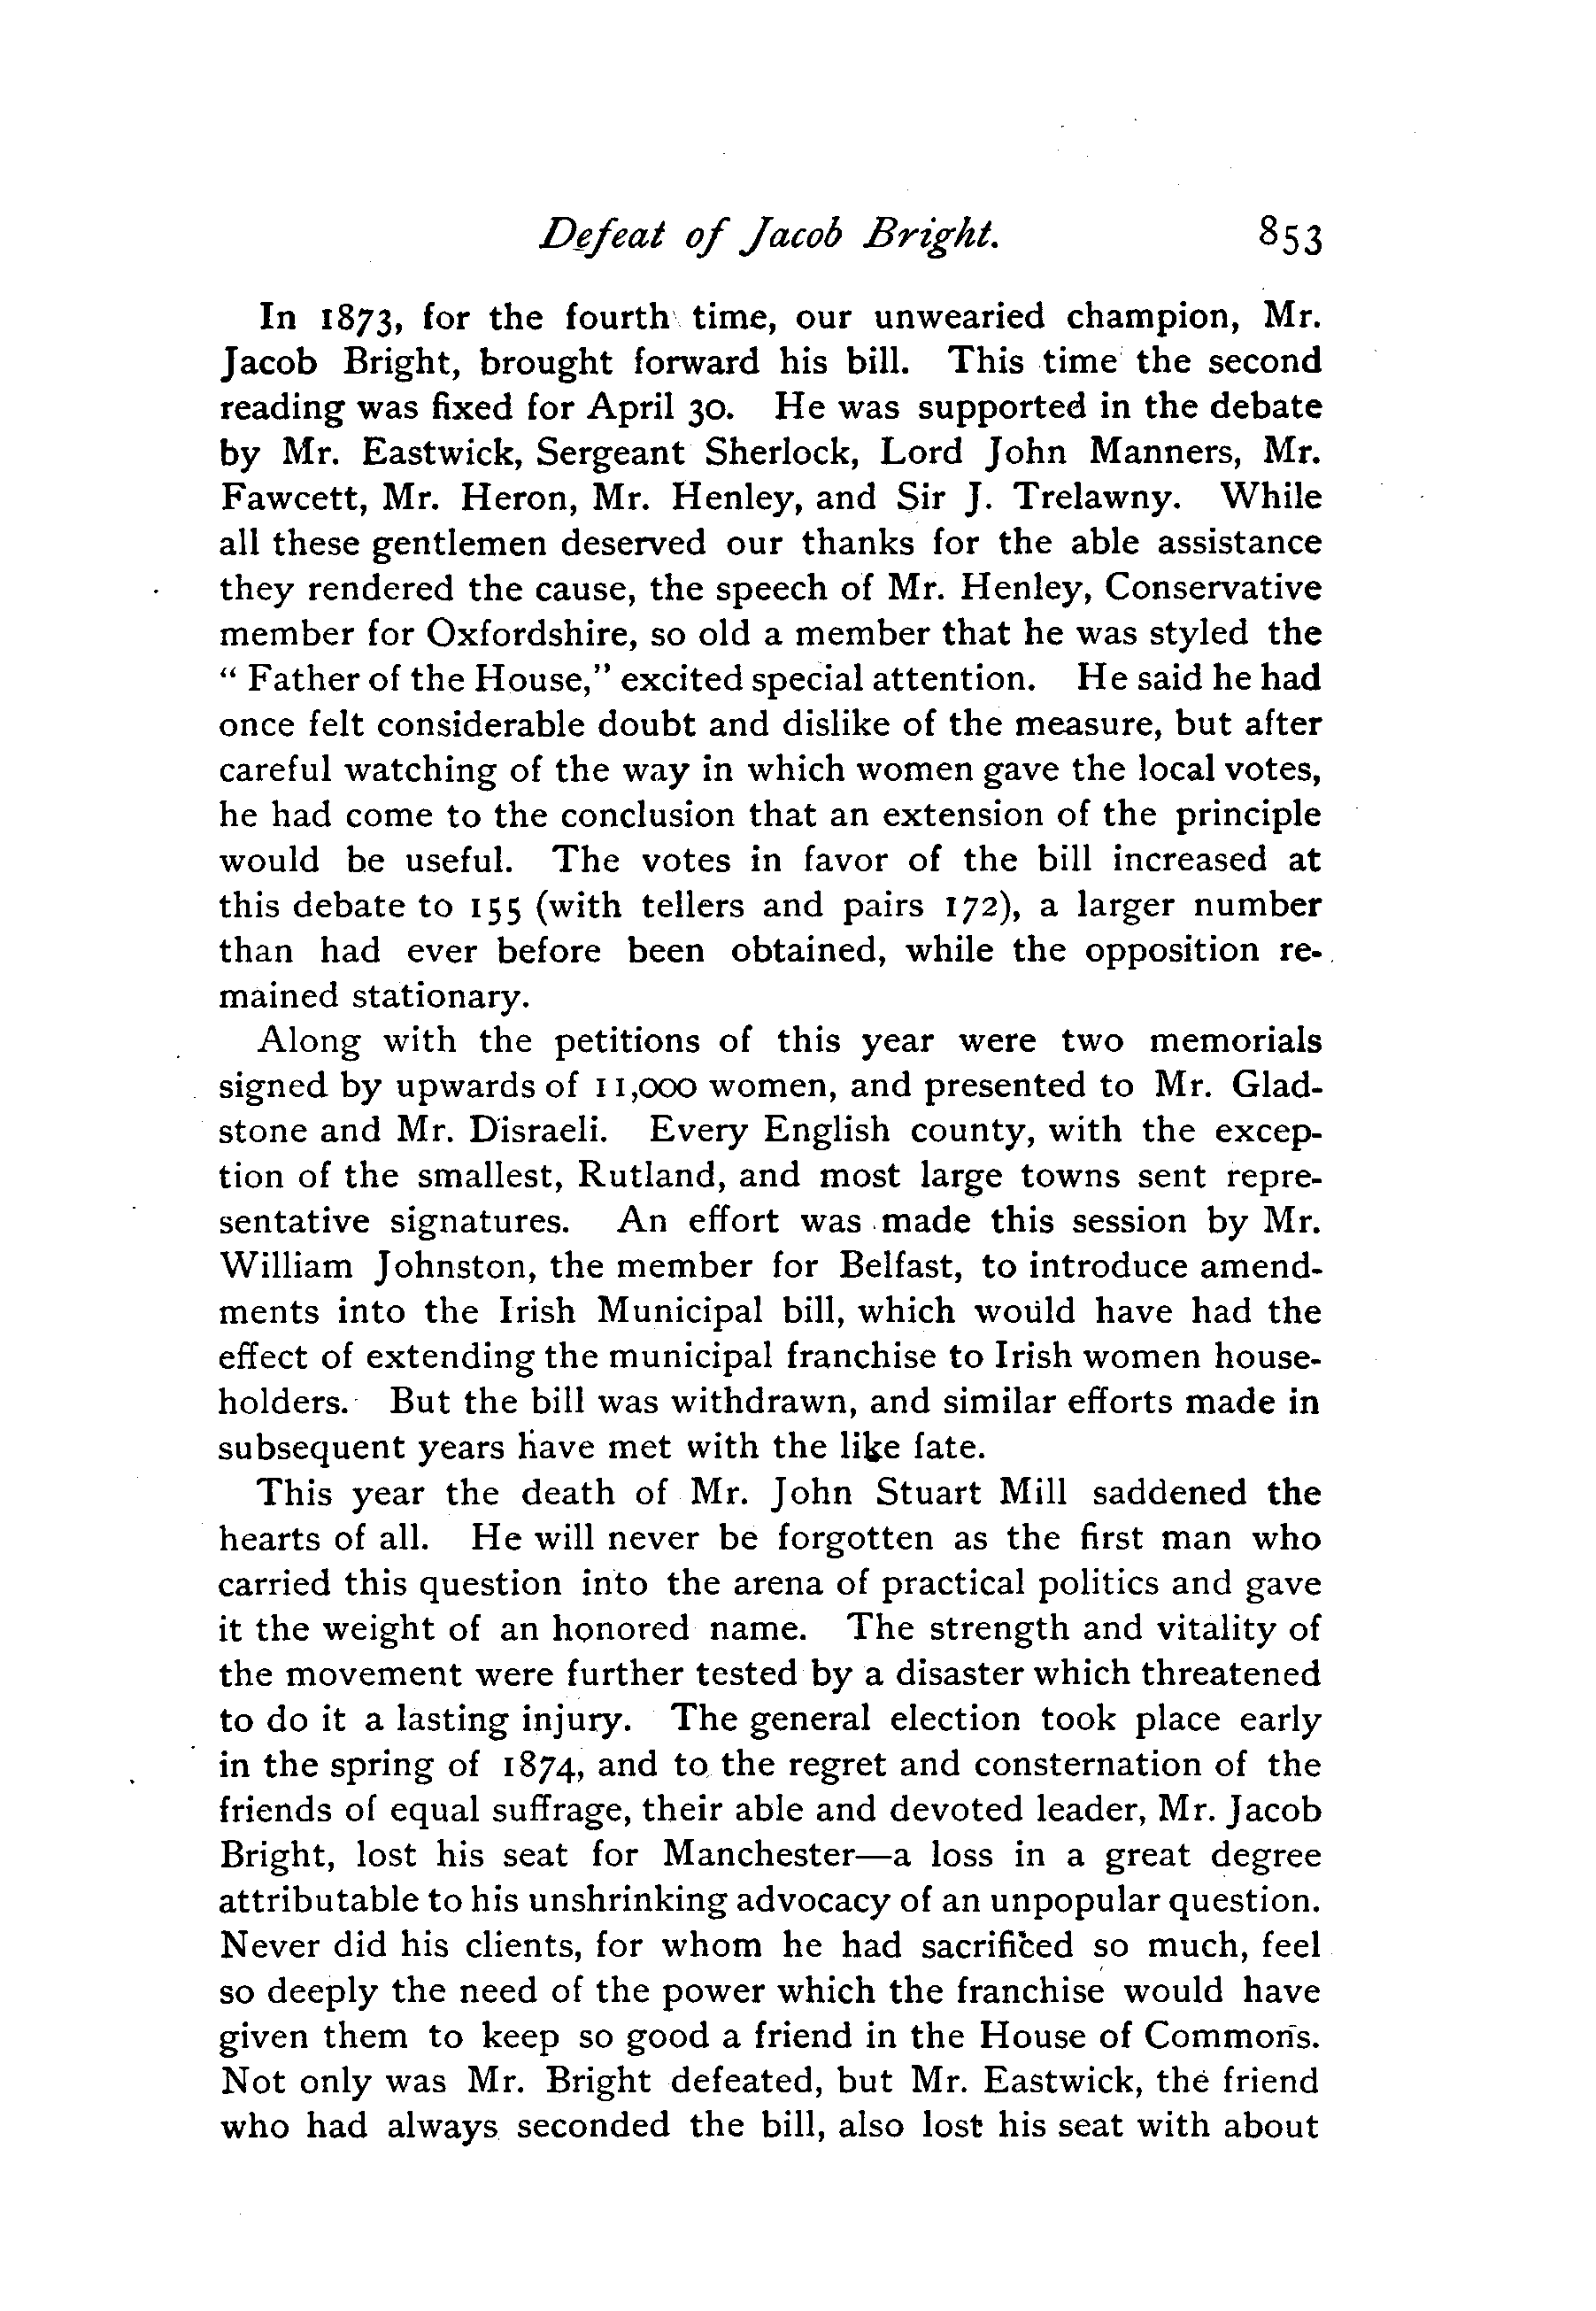 Defeat of Jacob Bright. 853
In 1873, for the fourth time, our unwearied champion, Mr.
Jacob Bright, brought forward his bill. This time the second
reading was fixed for April 30. He was supported in the debate
by Mr. Eastwick, Sergeant Sherlock, Lord John Manners, Mr.
Fawcett, Mr. Heron, Mr. Henley, and Sir J. Trelawny. While
all these gentlemen deserved our thanks for the able assistance
they rendered the cause, the speech of Mr. Henley, Conservative
member for Oxfordshire, so old a member that he was styled the
“ Father of the House,” excited special attention. He said he had
once felt considerable doubt and dislike of the measure, but after
careful watching of the way in which women gave the local votes,
he had come to the conclusion that an extension of the principle
would be useful. The votes in favor of the bill increased at
this debate to 155 (with tellers and pairs 172), a larger number
than had ever before been obtained, while the opposition re-
mained stationary.
Along with the petitions of this year were two memorials
signed by upwards of 11,000 women, and presented to Mr. Glad-
stone and Mr. Disraeli. Every English county, with the excep-
tion of the smallest, Rutland, and most large towns sent repre-
sentative signatures. An effort was made this session by Mr.
William Johnston, the member for Belfast, to introduce amend-
ments into the Irish Municipal bill, which would have had the
effect of extending the municipal franchise to Irish women house-
holders. But the bill was withdrawn, and similar efforts made in
subsequent years have met with the like fate.
This year the death of Mr. John Stuart Mill saddened the
hearts of all. He will never be forgotten as the first man who
carried this question into the arena of practical politics and gave
it the weight of an honored name. The strength and vitality of
the movement were further tested by a disaster which threatened
to do it a lasting injury. The general election took place early
in the spring of 1874, and to the regret and consternation of the
friends of equal suffrage, their able and devoted leader, Mr. Jacob
Bright, lost his seat for Manchester—a loss in a great degree
attributable to his unshrinking advocacy of an unpopular question.
Never did his clients, for whom he had sacrificed so much, feel
so deeply the need of the power which the franchise would have
given them to keep so good a friend in the House of Commons.
Not only was Mr. Bright defeated, but Mr. Eastwick, the friend
who had always seconded the bill, also lost his seat with about